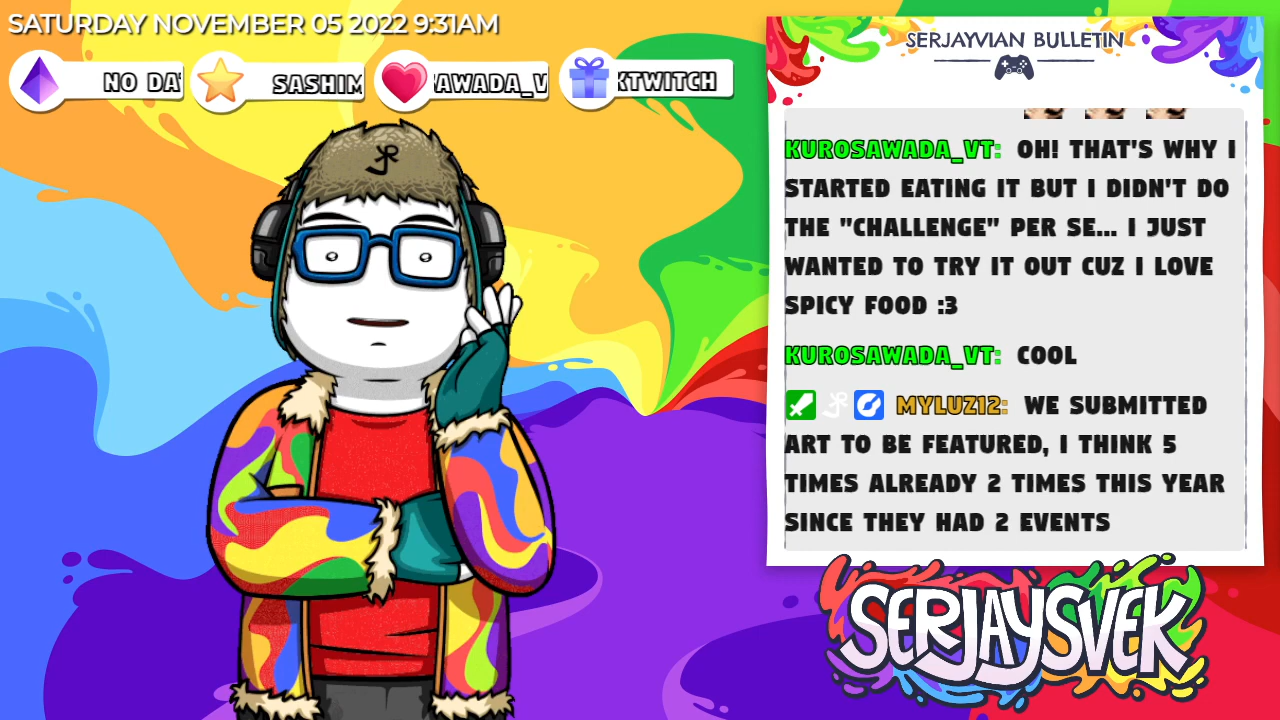 SATURDAY NOVEMBER 05 2022 9:31AM
NO DA
SASHIM
AWADA_V
KTWITCH
SERJAYVIAN BULLETIN
KUROSAWADA_VT: OH! THAT'S WHY I
STARTED EATING IT BUT I DIDN'T DO
THE "CHALLENGE" PER SE... I JUST
WANTED TO TRY IT OUT CUZ I LOVE
SPICY FOOD :3
KUROSAWADA_VT: COOL
MYLUZ12: WE SUBMITTED
ART TO BE FEATURED, I THINK 5
TIMES ALREADY 2 TIMES THIS YEAR
SINCE THEY HAD 2 EVENTS
SERJAYSVEK